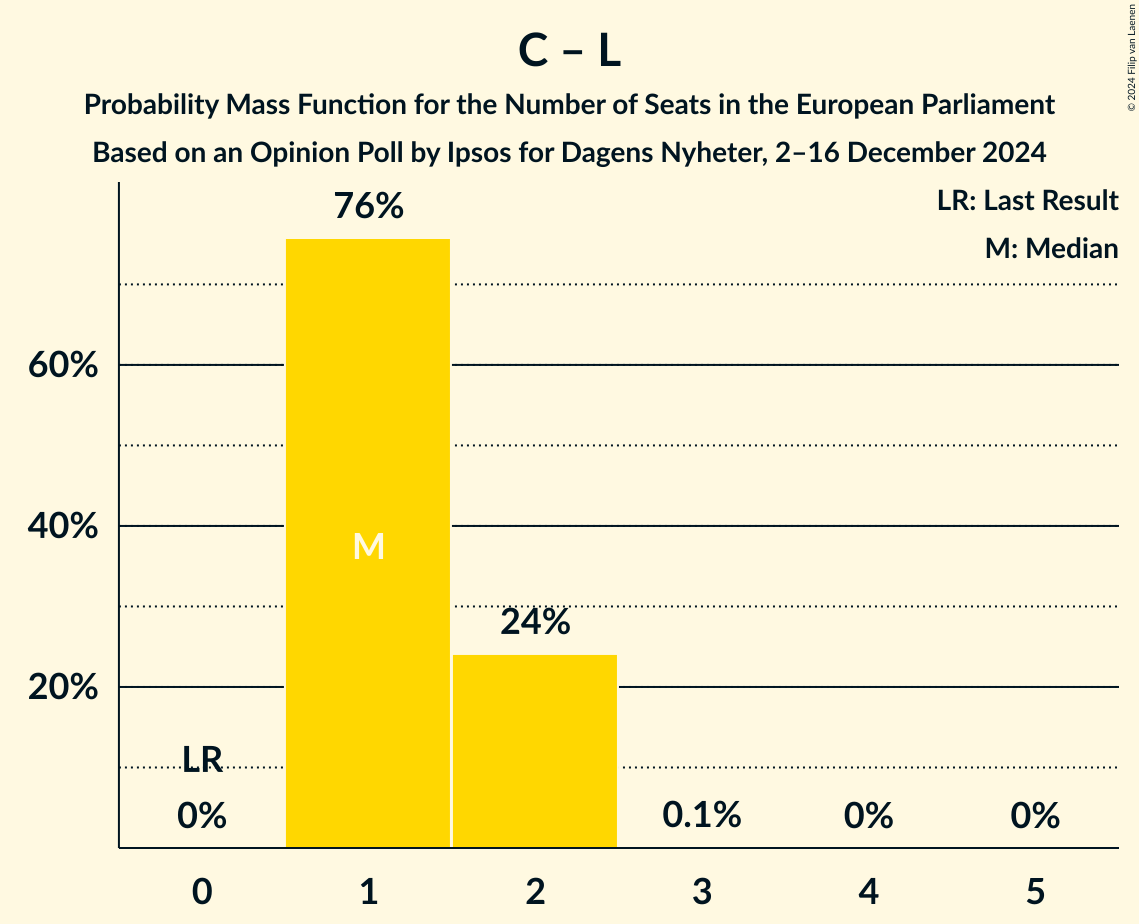 C – L
Probability Mass Function for the Number of Seats in the European Parliament
Based on an Opinion Poll by Ipsos for Dagens Nyheter, 2–16 December 2024
© 2024 Filip van Laenen
LR: Last Result
M: Median
76%
60%
40%
M
24%
20%
LR
0%
0.1%
0%
0%
0 1 2 3 4 5